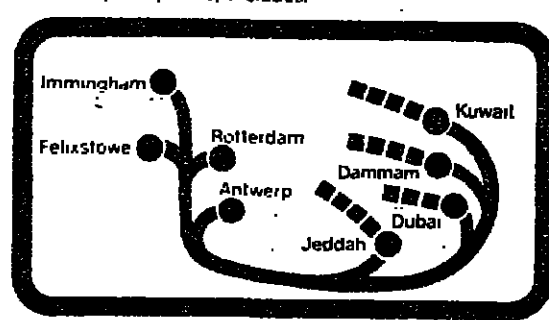 Immingham
Kuwait
Felixstowe
Rotterdam
Dammam
Antwerp
Dubai
Jeddah